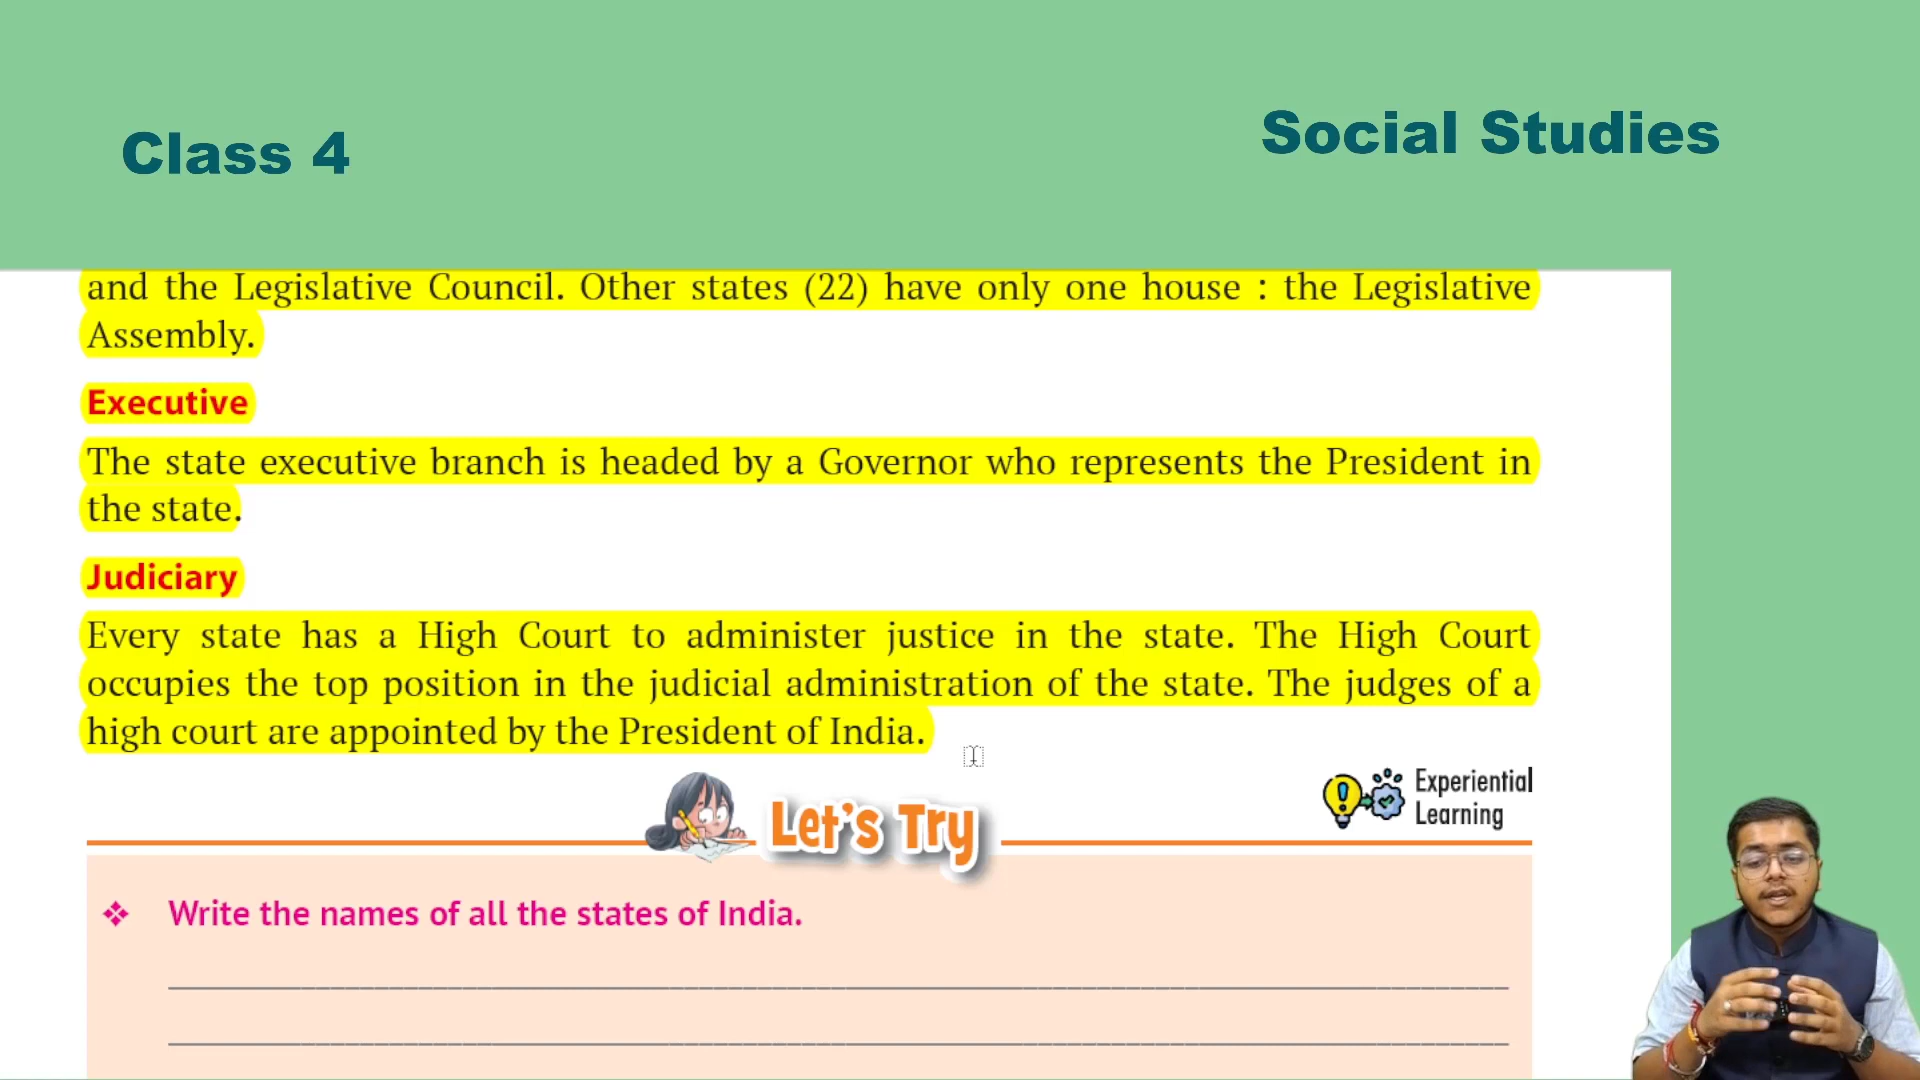 Class 4
Social Studies
and the Legislative Council. Other states (22) have only one house : the Legislative
Assembly.
Executive
The state executive branch is headed by a Governor who represents the President in
the state.
Judiciary
Every state has a High Court to administer justice in the state. The High Court
occupies the top position in the judicial administration of the state. The judges of a
high court are appointed by the President of India.
Let's Try
Experiential
Learning
Write the names of all the states of India.